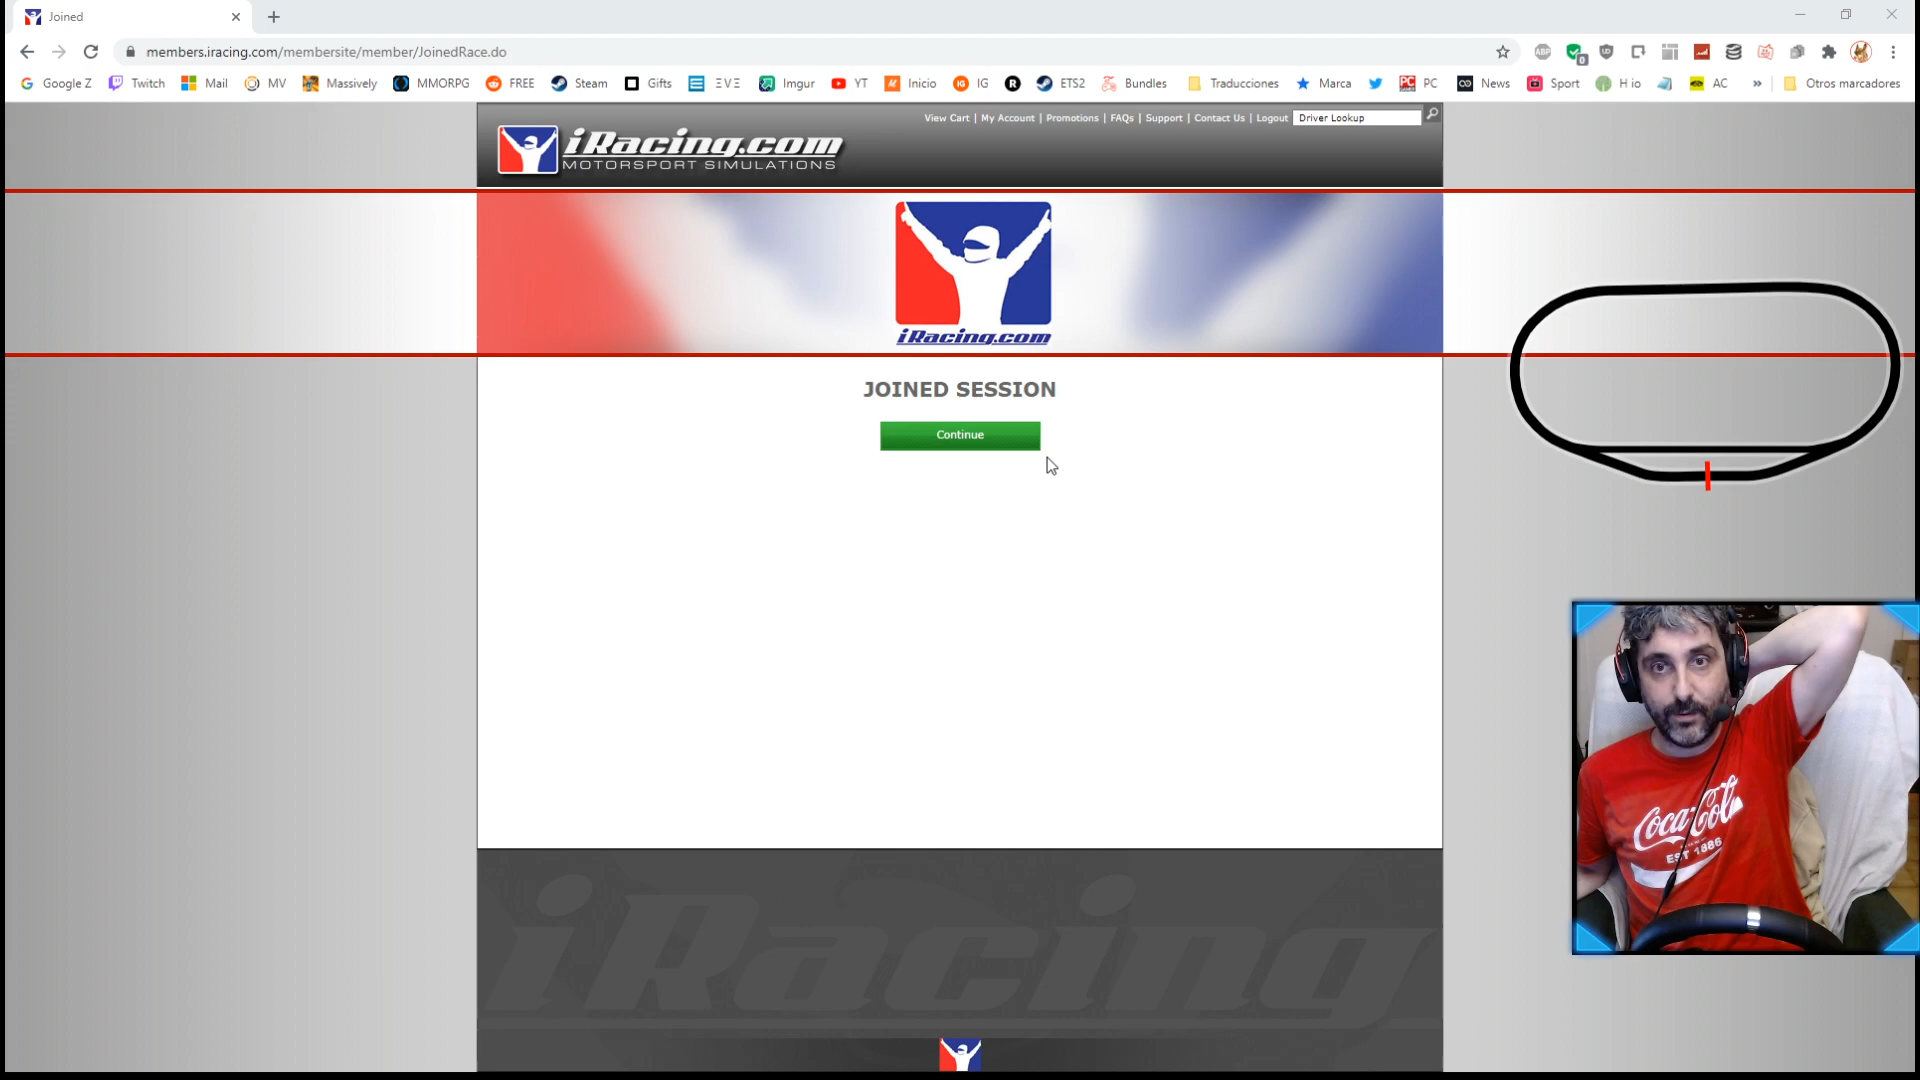 Joined
members.iracing.com/membersite/member/JoinedRace.do
Google Z Twitch Mail MV Massively MMORPG FREE Steam Gifts EVE Imgur YT Inicio IG ETS2 Bundles Traducciones Marca PC News Sport H io AC » Otros marcadores
View Cart | My Account | Promotions | FAQs | Support | Contact Us | Logout Driver Lookup
iRacing.com
MOTORSPORT SIMULATIONS
iRacing.com
JOINED SESSION
Continue
Coca-Cola
EST 1886
iRacing